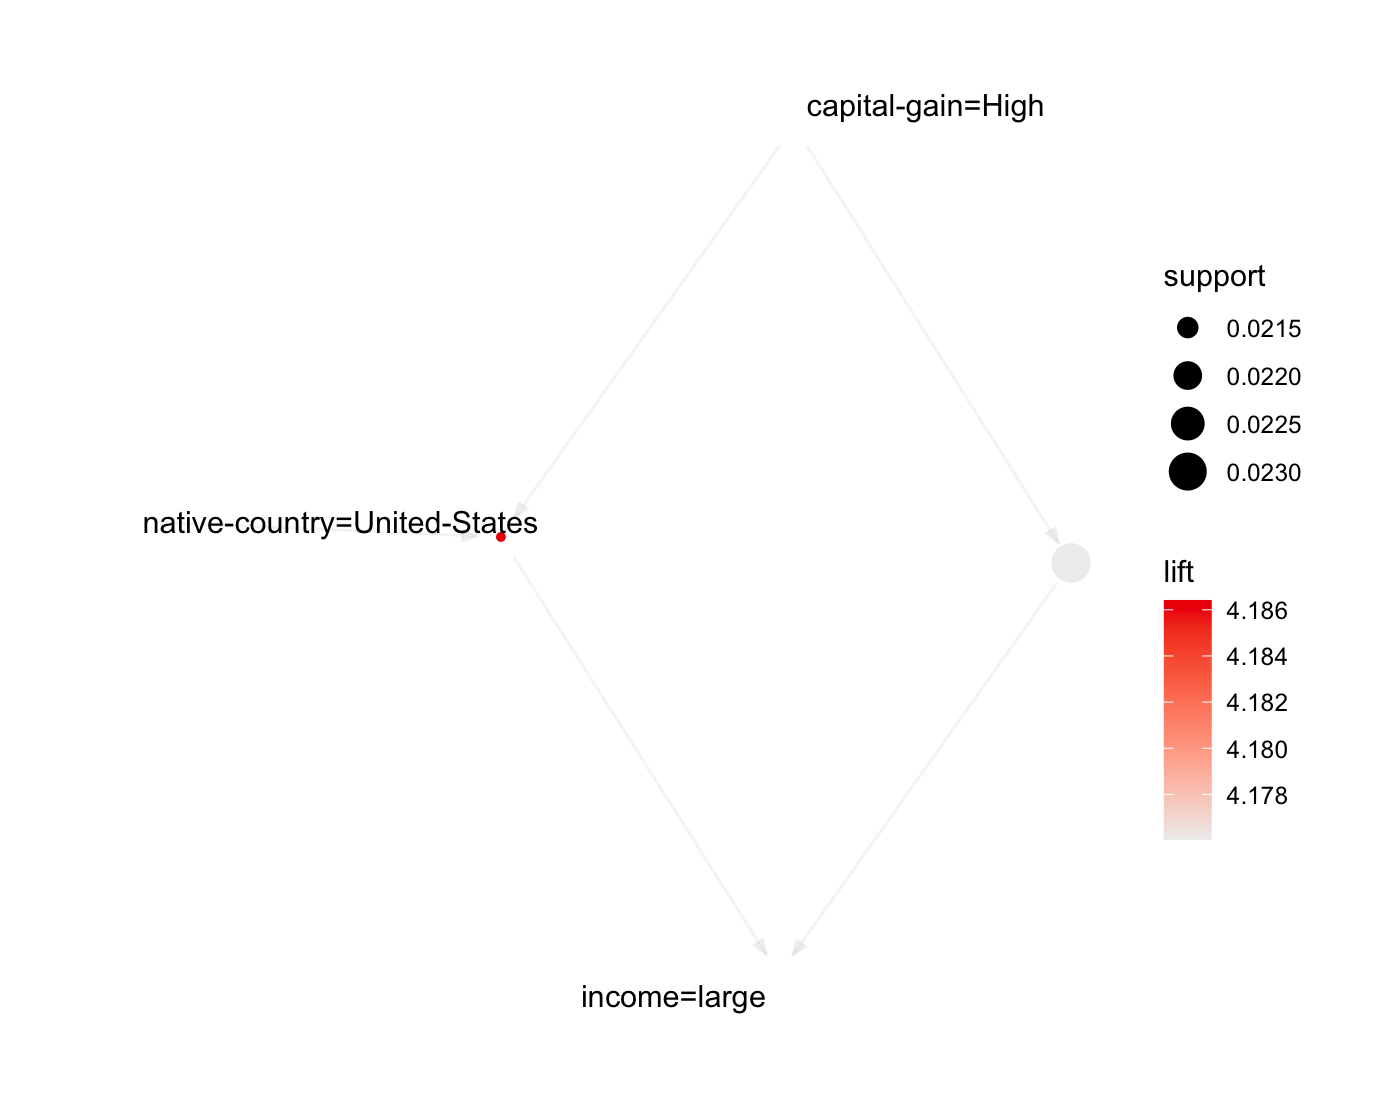 capital-gain=High
native-country=United-States
income=large
support
0.0215
0.0220
0.0225
0.0230
lift
4.186
4.184
4.182
4.180
4.178